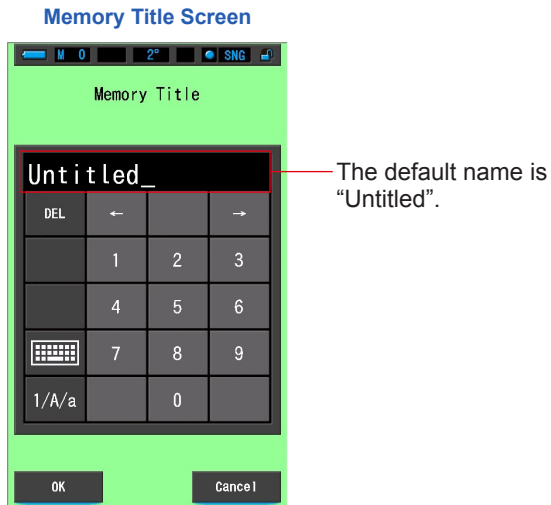 Memory Title Screen
M 0 2° SNG
Memory Title
Untitled_
The default name is
“Untitled”.
DEL ← →
1 2 3
4 5 6
7 8 9
1/A/a 0
OK Cancel